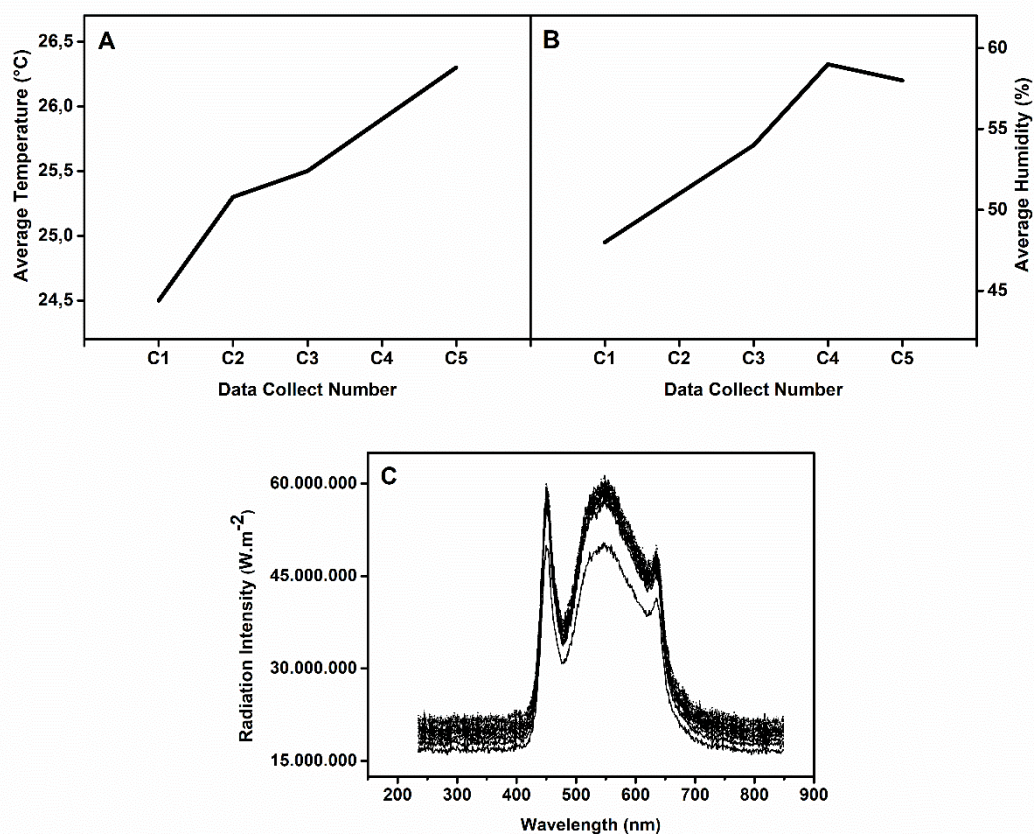 A
B
Average Temperature (°C)
26,5
26,0
25,5
25,0
24,5
C1 C2 C3 C4 C5
Data Collect Number
60
55
50
45
Average Humidity (%)
C1 C2 C3 C4 C5
Data Collect Number
C
Radiation Intensity (W.m⁻²)
60.000.000
45.000.000
30.000.000
15.000.000
200 300 400 500 600 700 800 900
Wavelength (nm)